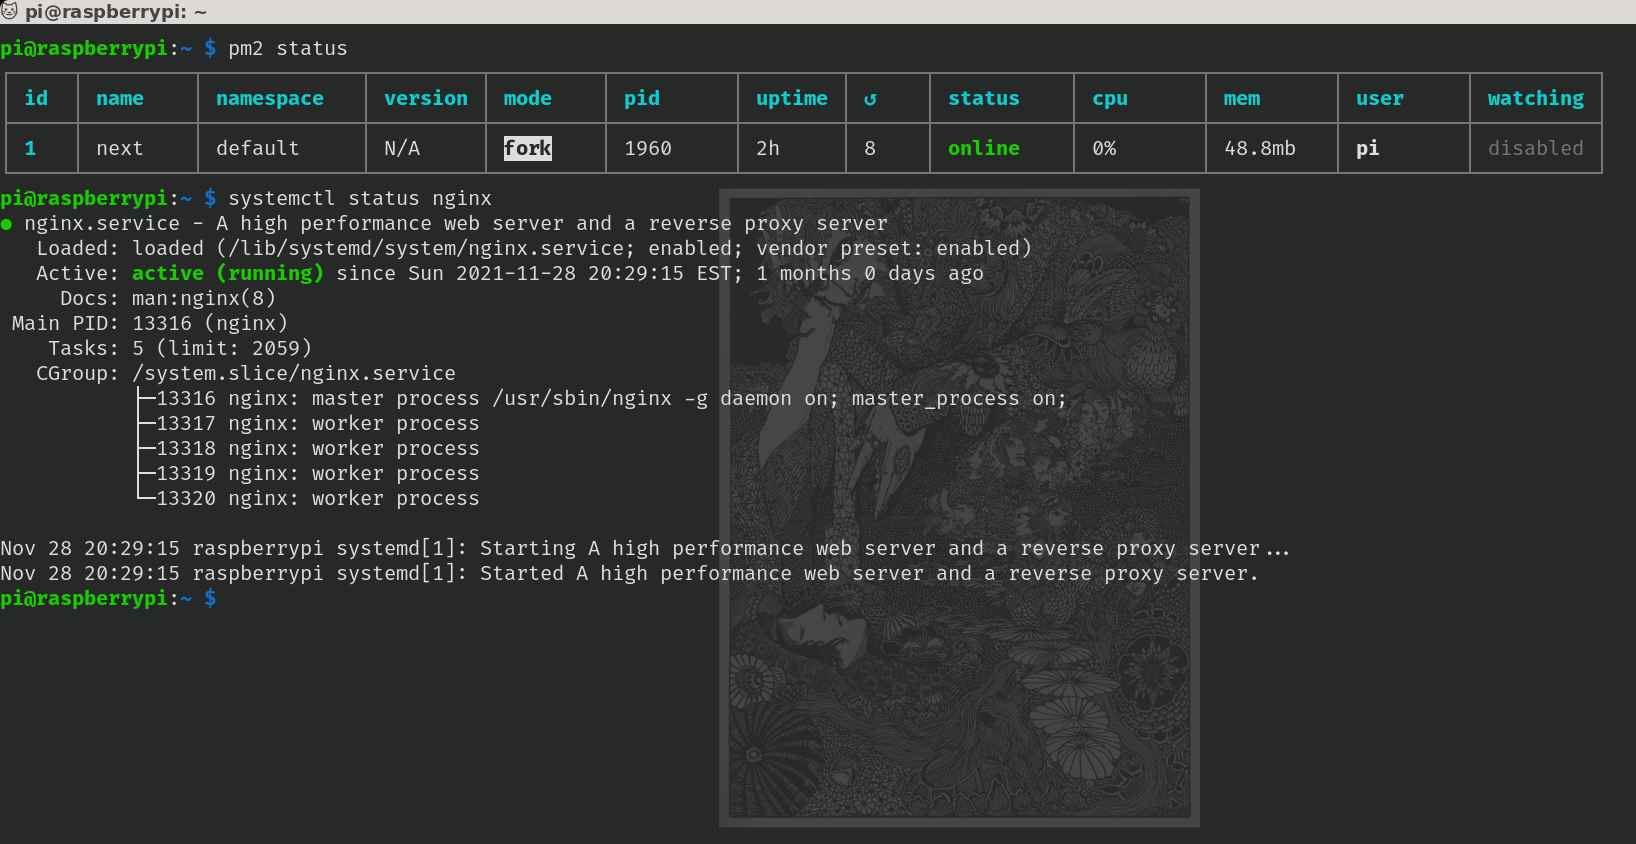 pi@raspberrypi: ~
pi@raspberrypi:~ $ pm2 status
id name namespace version mode pid uptime ↺ status cpu mem user watching
1 next default N/A fork 1960 2h 8 online 0% 48.8mb pi disabled
pi@raspberrypi:~ $ systemctl status nginx
● nginx.service - A high performance web server and a reverse proxy server
Loaded: loaded (/lib/systemd/system/nginx.service; enabled; vendor preset: enabled)
Active: active (running) since Sun 2021-11-28 20:29:15 EST; 1 months 0 days ago
Docs: man:nginx(8)
Main PID: 13316 (nginx)
Tasks: 5 (limit: 2059)
CGroup: /system.slice/nginx.service
├─13316 nginx: master process /usr/sbin/nginx -g daemon on; master_process on;
├─13317 nginx: worker process
├─13318 nginx: worker process
├─13319 nginx: worker process
└─13320 nginx: worker process
Nov 28 20:29:15 raspberrypi systemd[1]: Starting A high performance web server and a reverse proxy server...
Nov 28 20:29:15 raspberrypi systemd[1]: Started A high performance web server and a reverse proxy server.
pi@raspberrypi:~ $